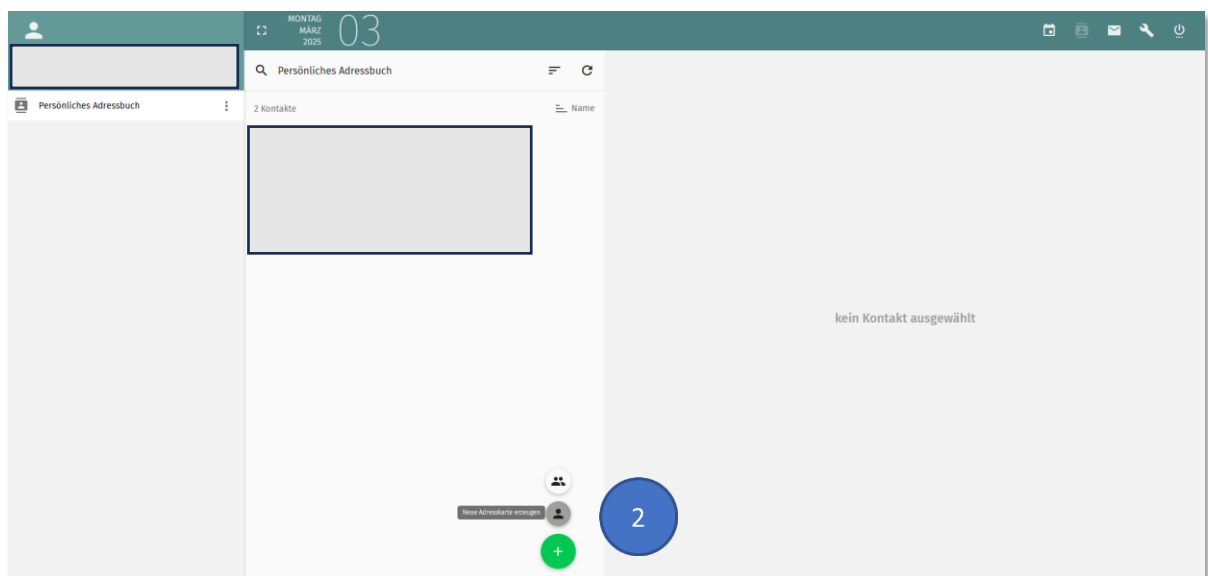 MONTAG
MÄRZ
2025
03
Persönliches Adressbuch
Persönliches Adressbuch
2 Kontakte
Name
kein Kontakt ausgewählt
Neue Adresskarte erzeugen
2